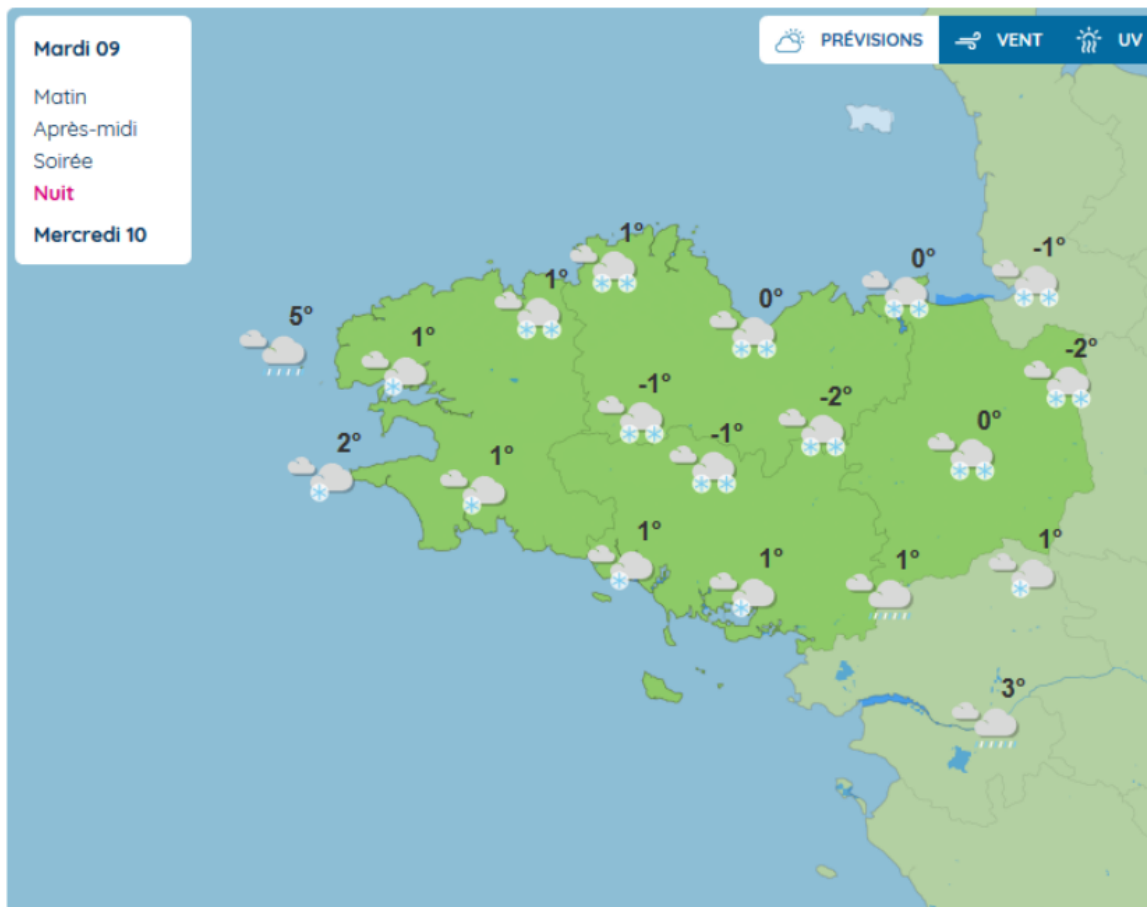 Mardi 09
Matin
Après-midi
Soirée
Nuit
Mercredi 10
PRÉVISIONS
VENT
UV
1°
0°
-1°
1°
5°
0°
1°
-2°
-1°
-2°
0°
-1°
2°
1°
1°
1°
1°
1°
3°